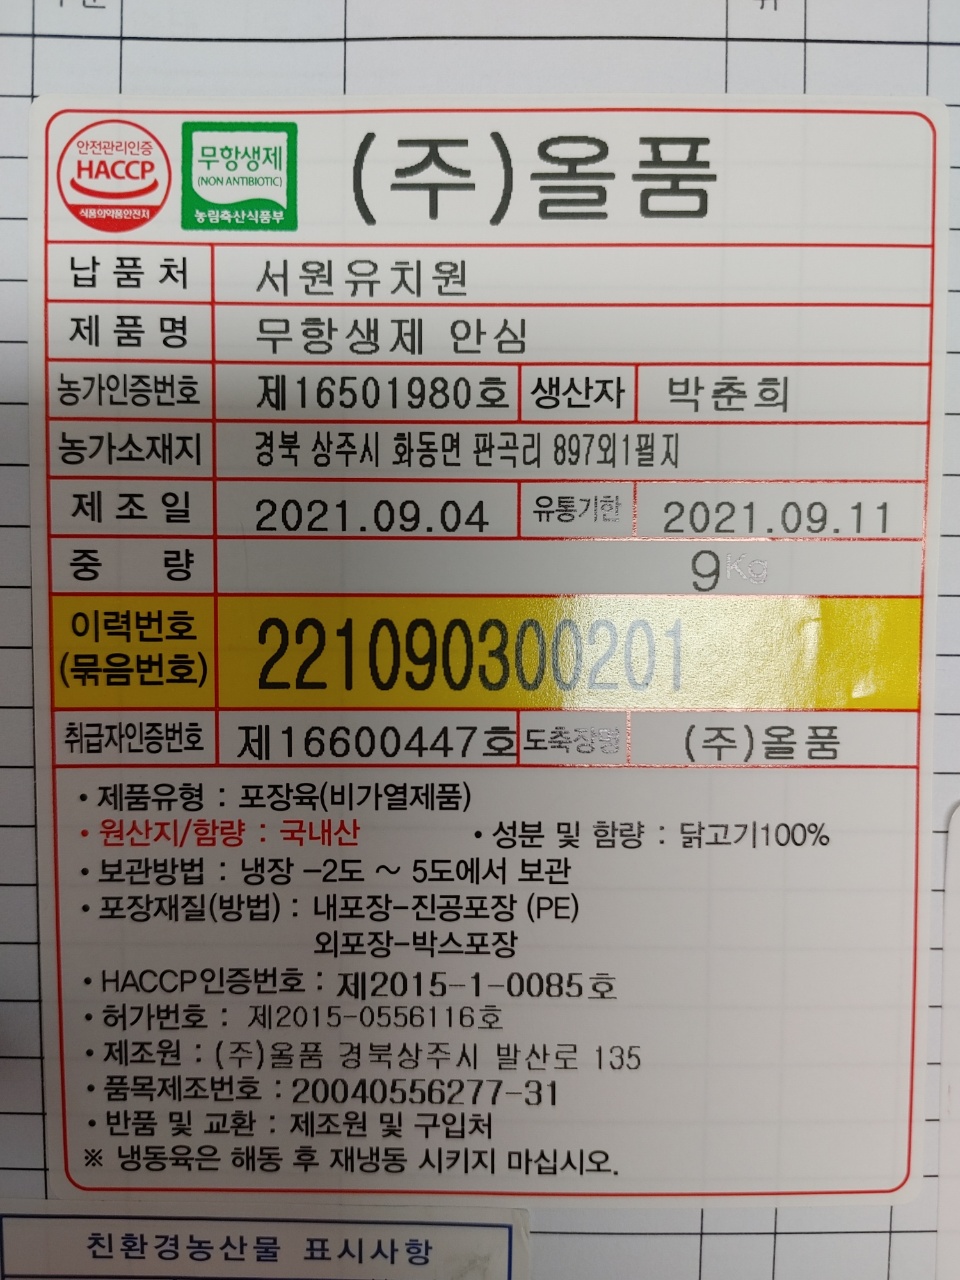 안전관리인증
HACCP
식품의약품안전처
무항생제
(NON ANTIBIOTIC)
농림축산식품부
(주)올품
납품처 서원유치원
제품명 무항생제 안심
농가인증번호 제16501980호 생산자 박춘희
농가소재지 경북 상주시 화동면 판곡리 897외1필지
제조일 2021.09.04 유통기한 2021.09.11
중량 9Kg
이력번호
(묶음번호) 221090300201
취급자인증번호 제16600447호 도축장명 (주)올품
• 제품유형 : 포장육(비가열제품)
• 원산지/함량 : 국내산 • 성분 및 함량 : 닭고기100%
• 보관방법 : 냉장 -2도 ~ 5도에서 보관
• 포장재질(방법) : 내포장-진공포장 (PE)
외포장-박스포장
• HACCP인증번호 : 제2015-1-0085호
• 허가번호 : 제2015-0556116호
• 제조원 : (주)올품 경북상주시 발산로 135
• 품목제조번호 : 20040556277-31
• 반품 및 교환 : 제조원 및 구입처
※ 냉동육은 해동 후 재냉동 시키지 마십시오.
친환경농산물 표시사항